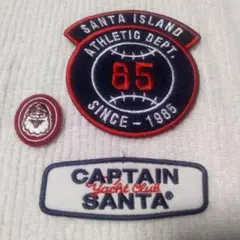 SANTA ISLAND
ATHLETIC DEPT.
85
SINCE - 1985
CAPTAIN
Yacht Club
SANTA®